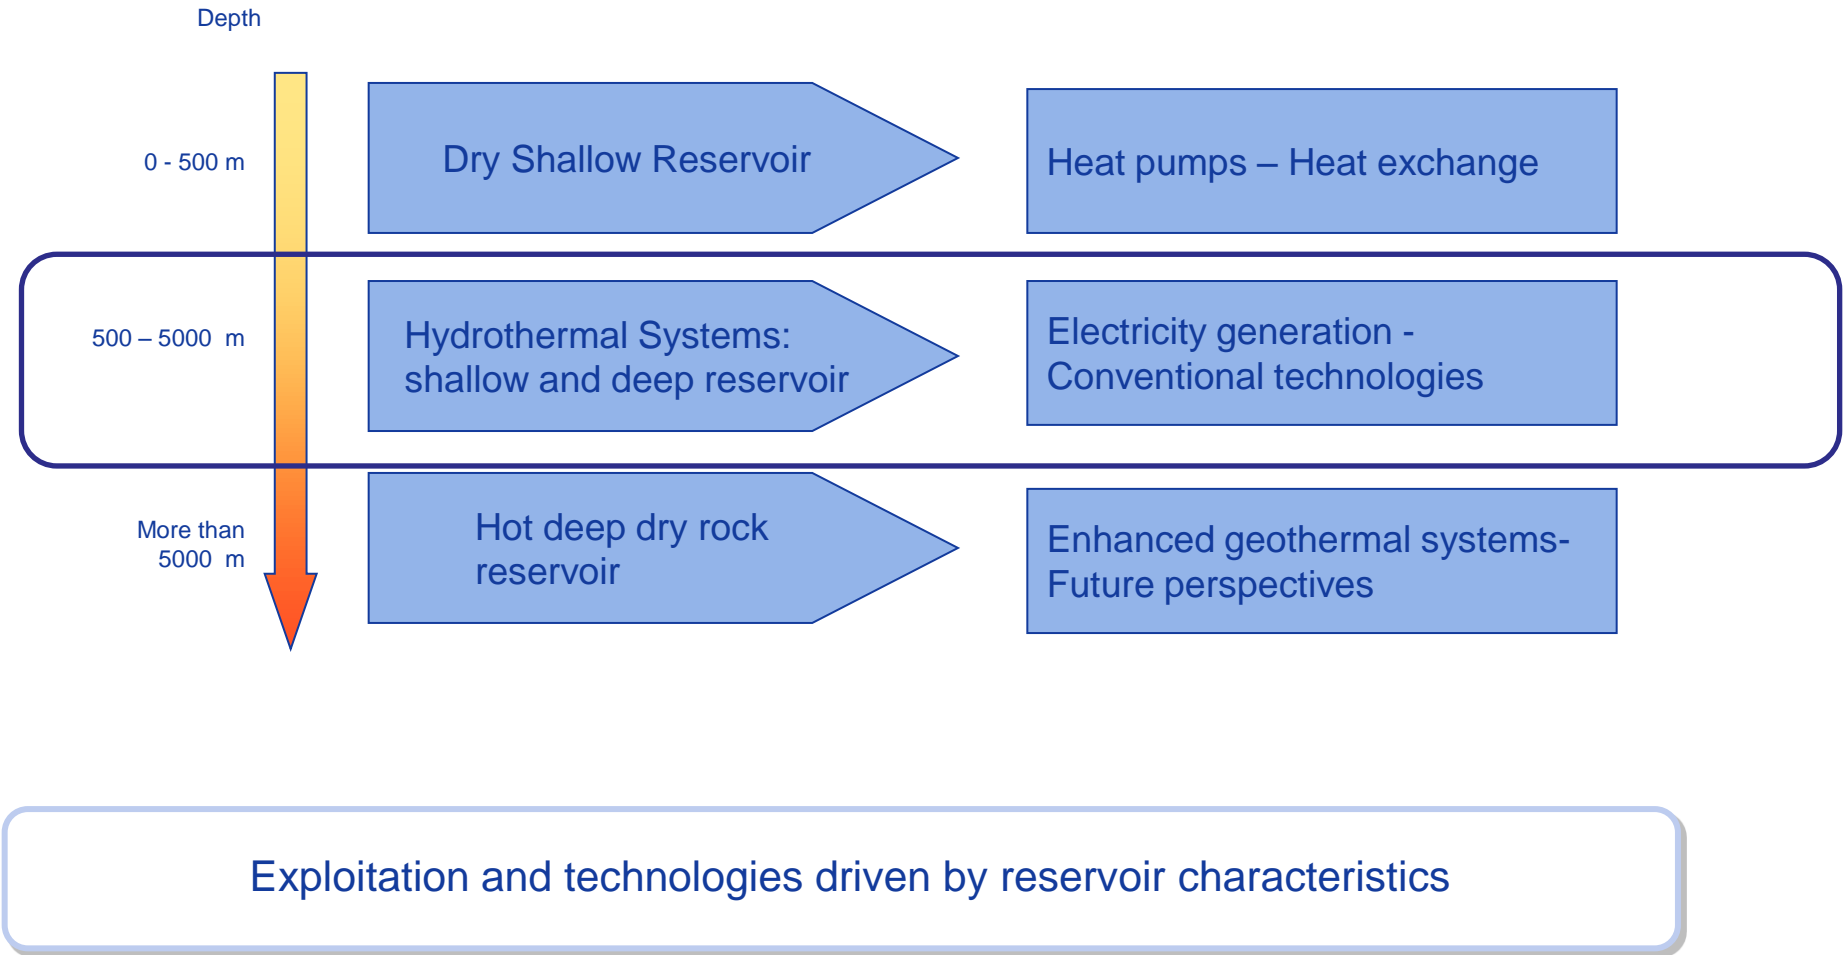 Depth
0 - 500 m
Dry Shallow Reservoir
Heat pumps – Heat exchange
500 – 5000 m
Hydrothermal Systems:
shallow and deep reservoir
Electricity generation -
Conventional technologies
More than
5000 m
Hot deep dry rock
reservoir
Enhanced geothermal systems-
Future perspectives
Exploitation and technologies driven by reservoir characteristics